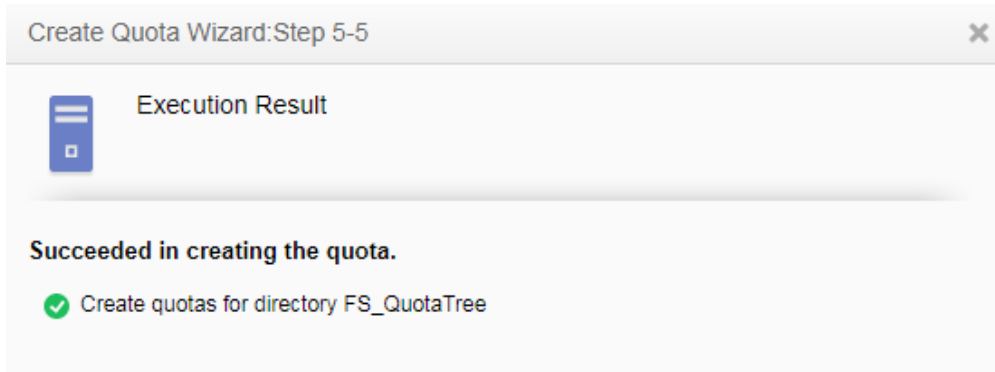 Create Quota Wizard:Step 5-5
Execution Result
Succeeded in creating the quota.
Create quotas for directory FS_QuotaTree